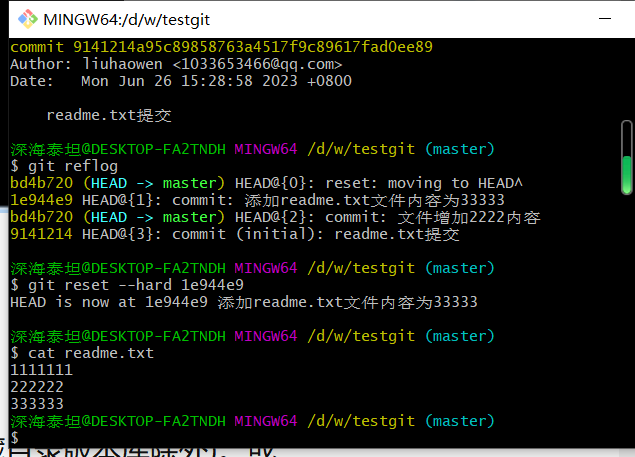 MINGW64:/d/w/testgit
commit 9141214a95c89858763a4517f9c89617fad0ee89
Author: liuhaowen <1033653466@qq.com>
Date:   Mon Jun 26 15:28:58 2023 +0800
readme.txt提交
深海泰坦@DESKTOP-FA2TNDH MINGW64 /d/w/testgit (master)
$ git reflog
bd4b720 (HEAD -> master) HEAD@{0}: reset: moving to HEAD^
1e944e9 HEAD@{1}: commit: 添加readme.txt文件内容为33333
bd4b720 (HEAD -> master) HEAD@{2}: commit: 文件增加2222内容
9141214 HEAD@{3}: commit (initial): readme.txt提交
深海泰坦@DESKTOP-FA2TNDH MINGW64 /d/w/testgit (master)
$ git reset --hard 1e944e9
HEAD is now at 1e944e9 添加readme.txt文件内容为33333
深海泰坦@DESKTOP-FA2TNDH MINGW64 /d/w/testgit (master)
$ cat readme.txt
1111111
222222
333333
深海泰坦@DESKTOP-FA2TNDH MINGW64 /d/w/testgit (master)
$